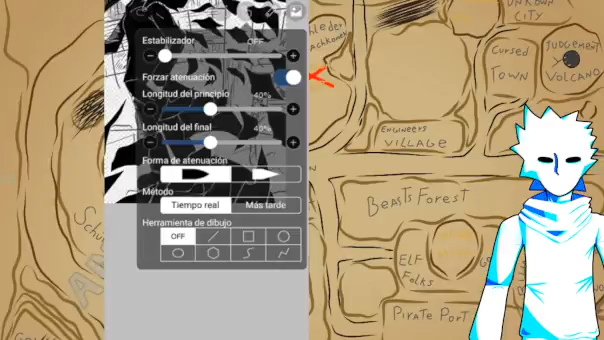 Estabilizador OFF
Forzar atenuación
Longitud del principio 40%
Longitud del final 40%
Forma de atenuación
Método
Tiempo real Más tarde
Herramienta de dibujo
OFF
CITY
Cursed
Town
JUDGEMENT
VOLCANO
ENGINEERS
VILLAGE
BEASTS FOREST
ELF
FOLKS
PIRATE PORT